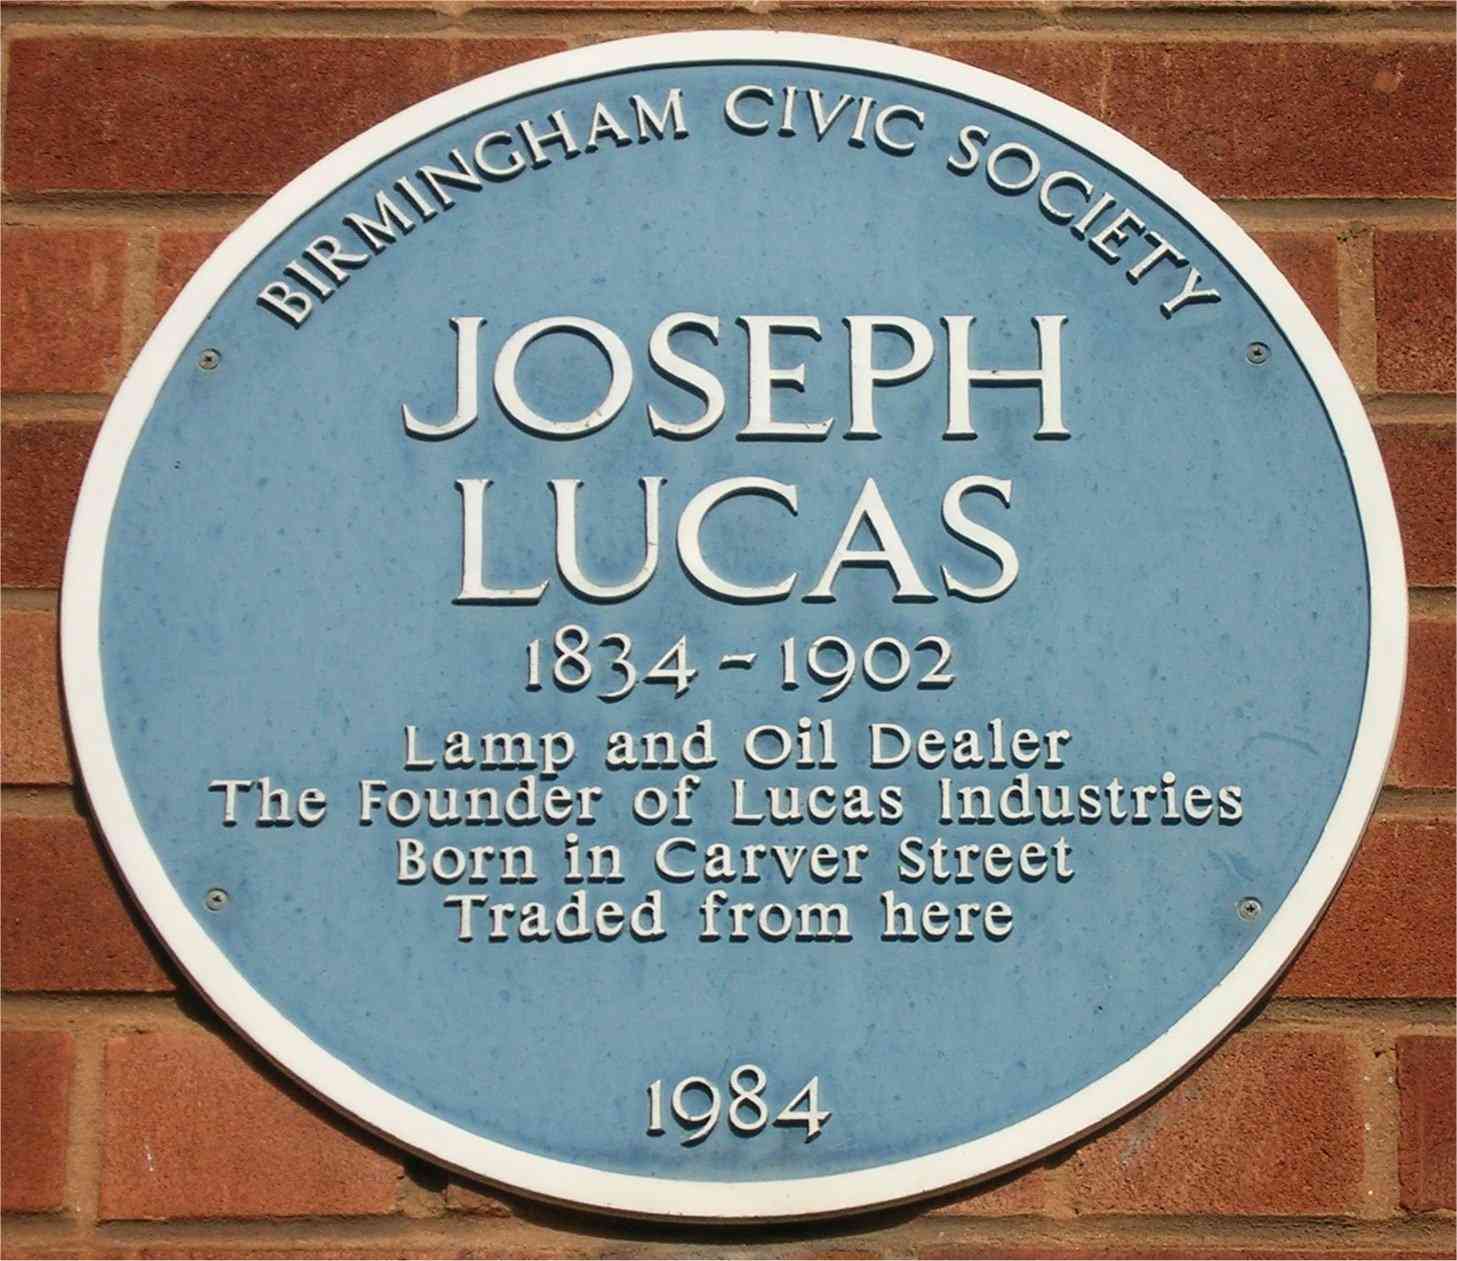 BIRMINGHAM CIVIC SOCIETY
JOSEPH
LUCAS
1834 - 1902
Lamp and Oil Dealer
The Founder of Lucas Industries
Born in Carver Street
Traded from here
1984